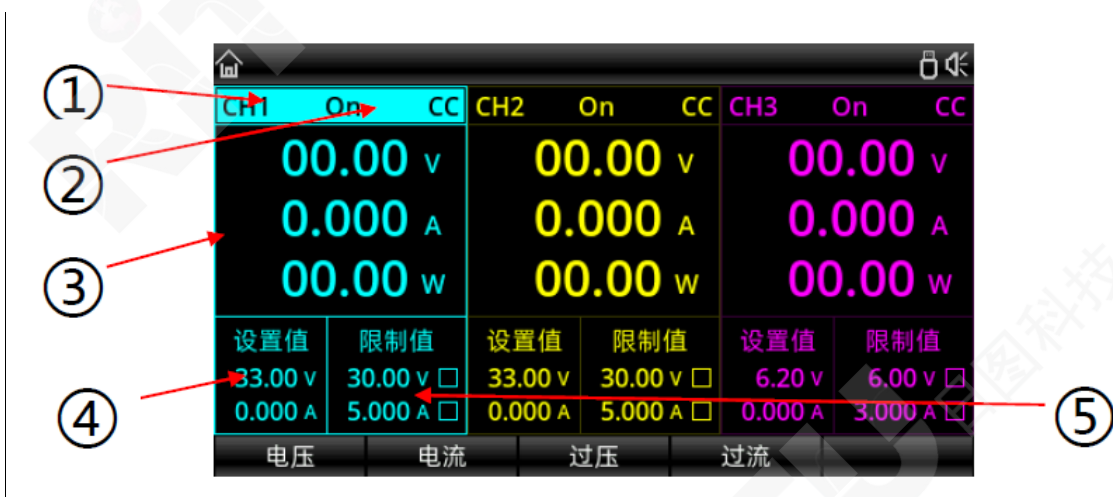 ①
②
③
④
⑤
CH1 On CC CH2 On CC CH3 On CC
00.00 V 00.00 V 00.00 V
0.000 A 0.000 A 0.000 A
00.00 W 00.00 W 00.00 W
设置值 限制值 设置值 限制值 设置值 限制值
33.00 V 30.00 V 33.00 V 30.00 V 6.20 V 6.00 V
0.000 A 5.000 A 0.000 A 5.000 A 0.000 A 3.000 A
电压 电流 过压 过流